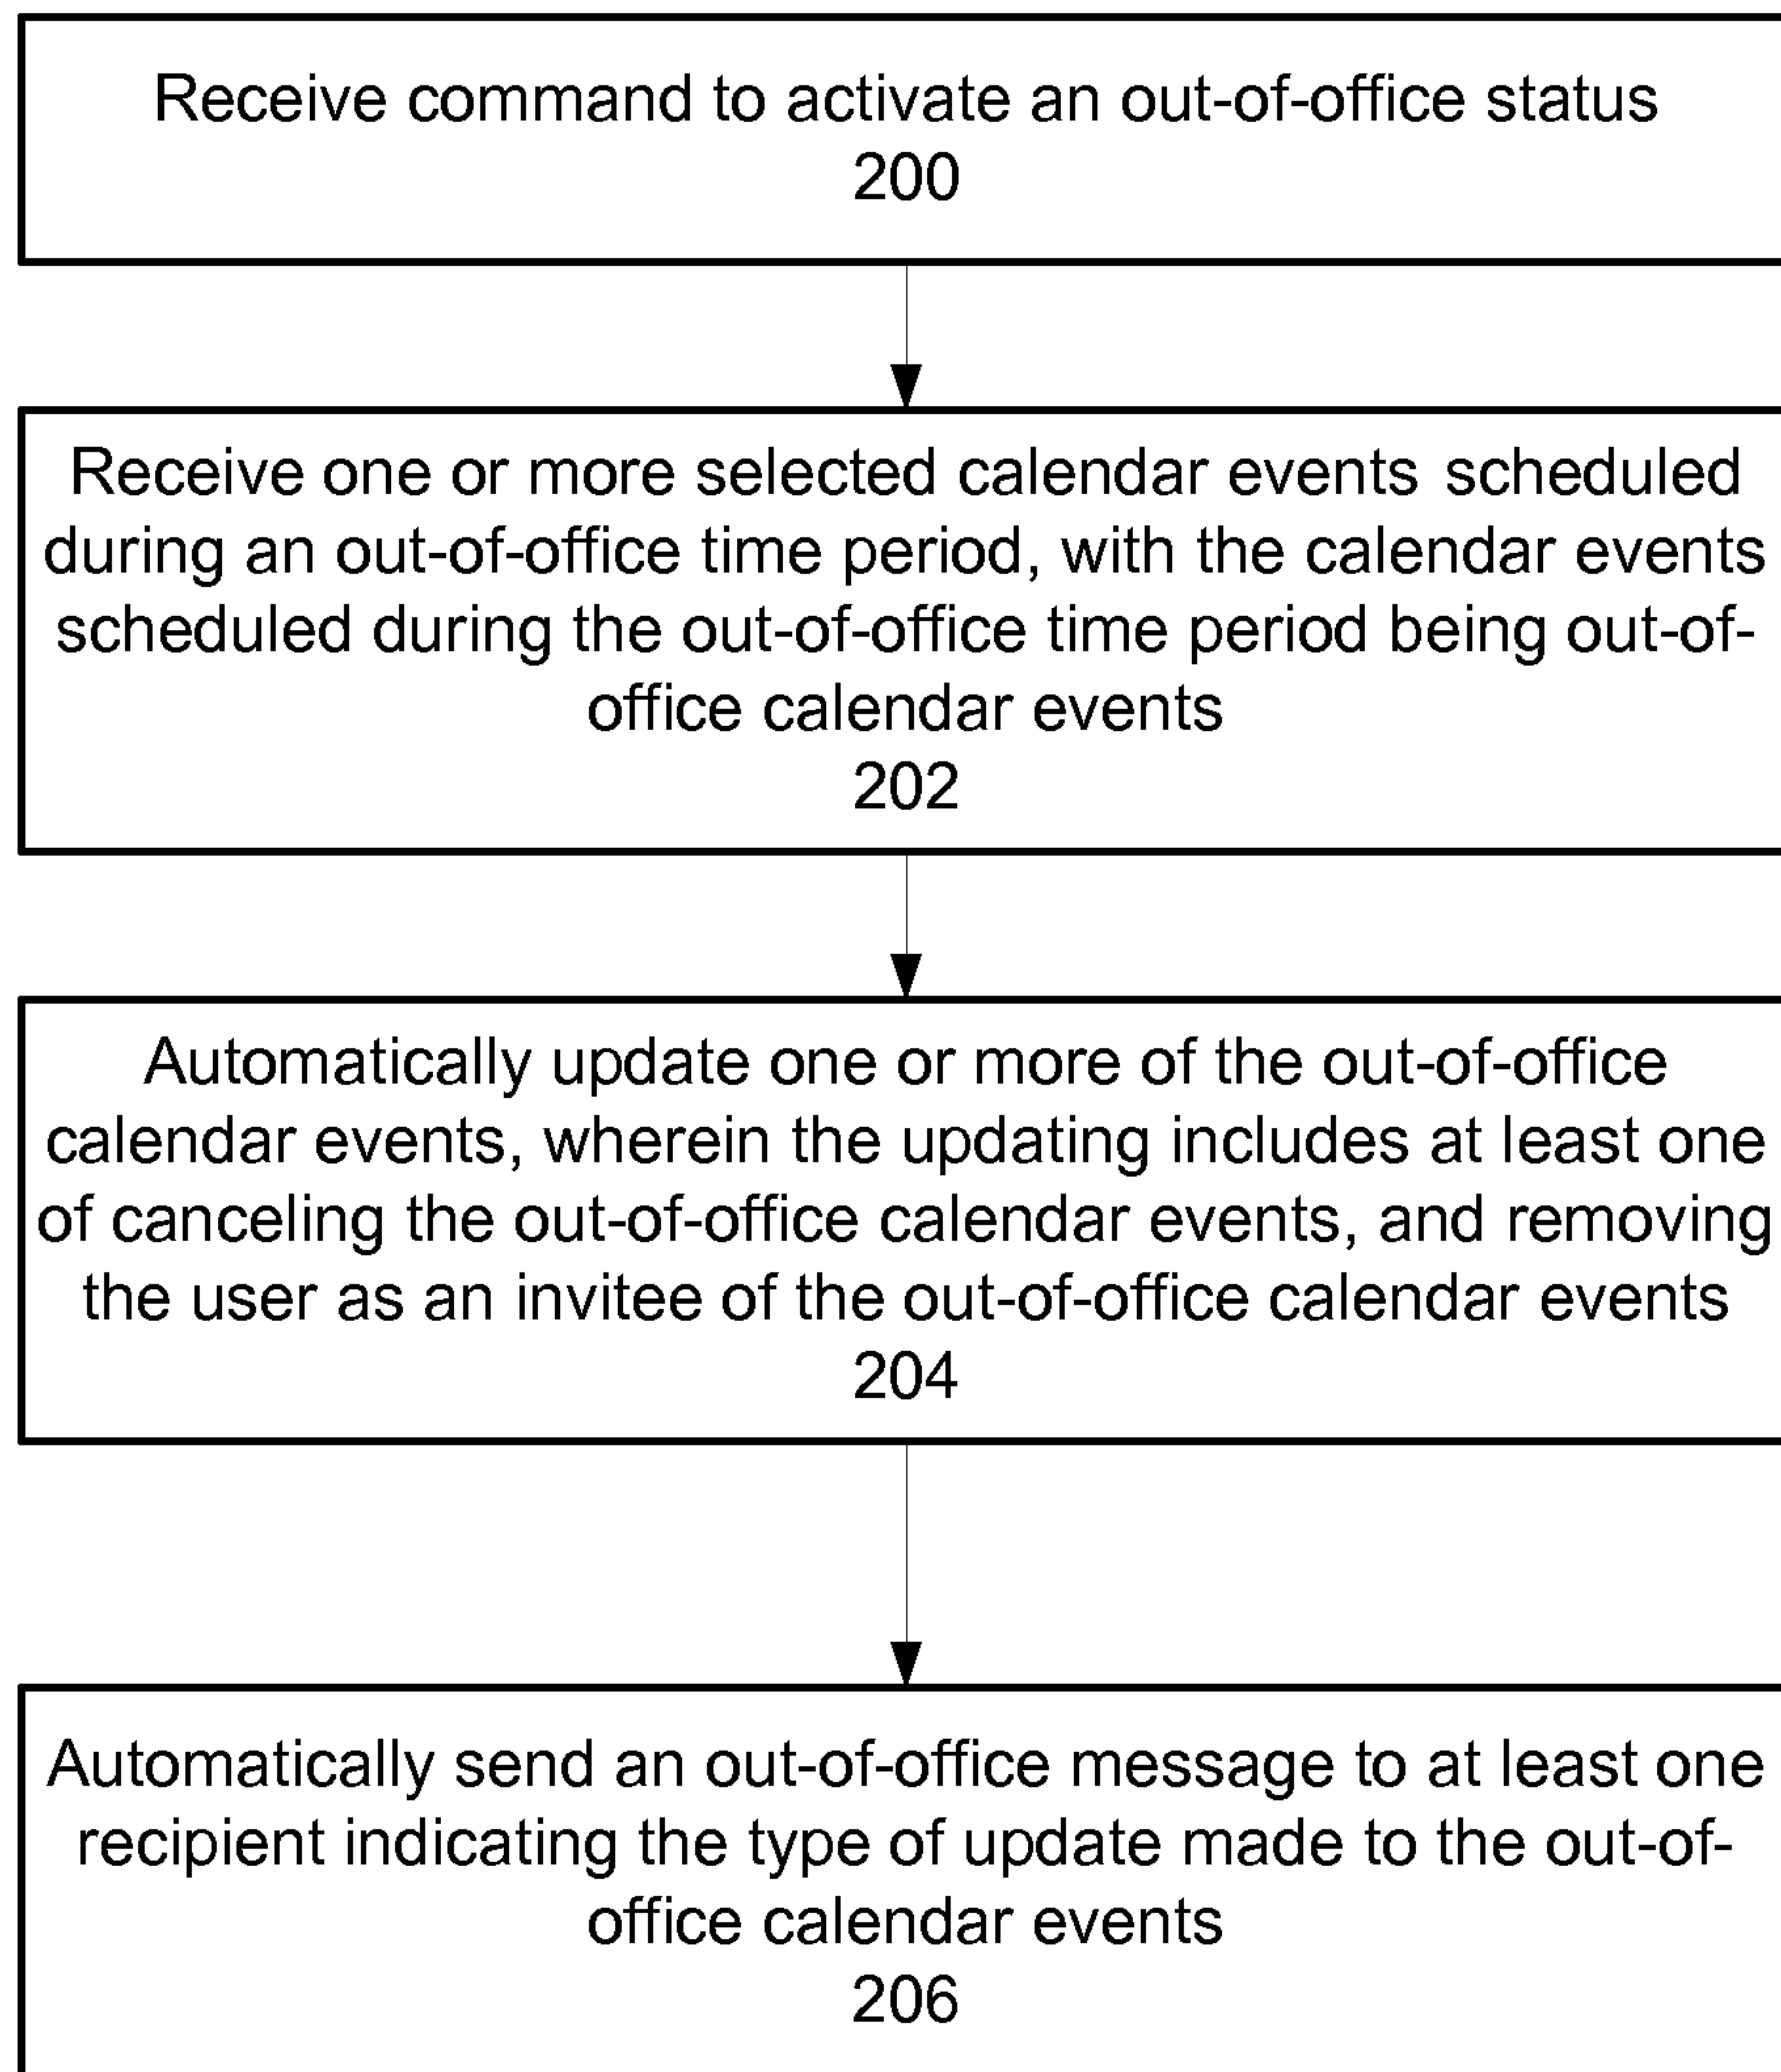 Receive command to activate an out-of-office status
200
Receive one or more selected calendar events scheduled
during an out-of-office time period, with the calendar events
scheduled during the out-of-office time period being out-of-
office calendar events
202
Automatically update one or more of the out-of-office
calendar events, wherein the updating includes at least one
of canceling the out-of-office calendar events, and removing
the user as an invitee of the out-of-office calendar events
204
Automatically send an out-of-office message to at least one
recipient indicating the type of update made to the out-of-
office calendar events
206